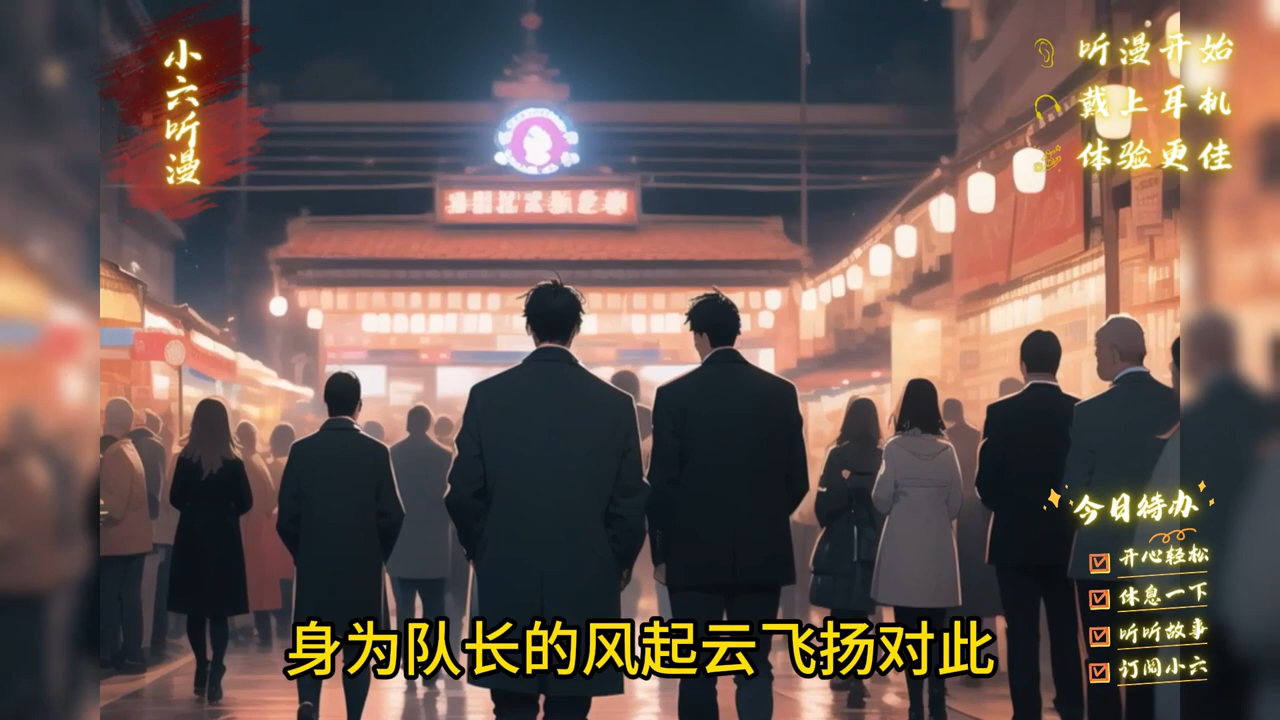 小六听漫
听漫开始
戴上耳机
体验更佳
今日待办
开心轻松
休息一下
听听故事
订阅小六
身为队长的风起云飞扬对此